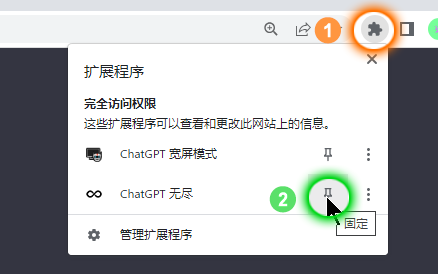 1
扩展程序
完全访问权限
这些扩展程序可以查看和更改此网站上的信息。
ChatGPT 宽屏模式
ChatGPT 无尽
2
固定
管理扩展程序